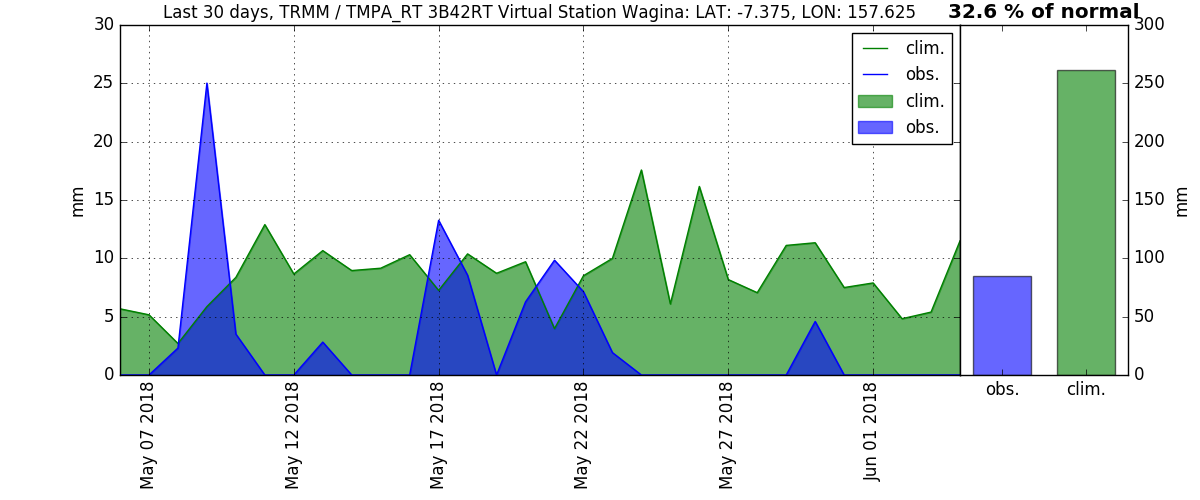 Last 30 days, TRMM / TMPA_RT 3B42RT Virtual Station Wagina: LAT: -7.375, LON: 157.625
32.6 % of normal
30
25
20
15
10
5
0
mm
clim.
obs.
clim.
obs.
May 07 2018
May 12 2018
May 17 2018
May 22 2018
May 27 2018
Jun 01 2018
300
250
200
150
100
50
0
mm
obs.
clim.